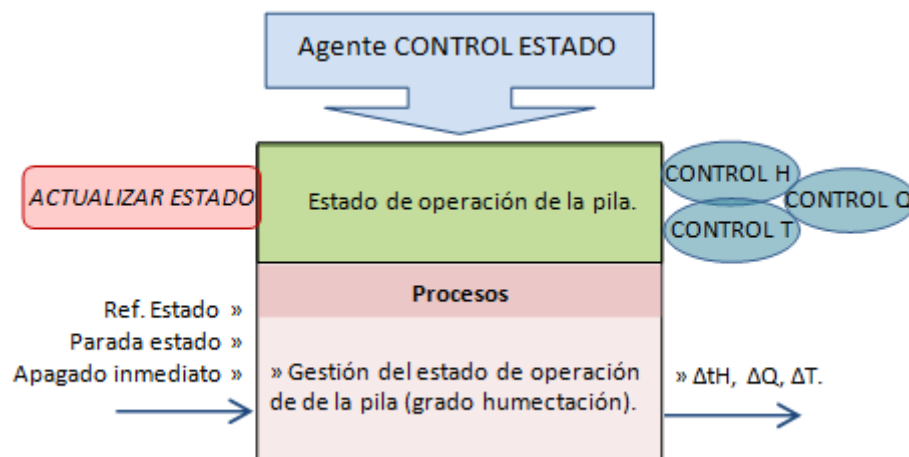 Agente CONTROL ESTADO
ACTUALIZAR ESTADO
Estado de operación de la pila.
CONTROL H
CONTROL Q
CONTROL T
Procesos
Ref. Estado »
Parada estado »
Apagado inmediato »
» Gestión del estado de operación
de de la pila (grado humectación).
» ΔtH, ΔQ, ΔT.